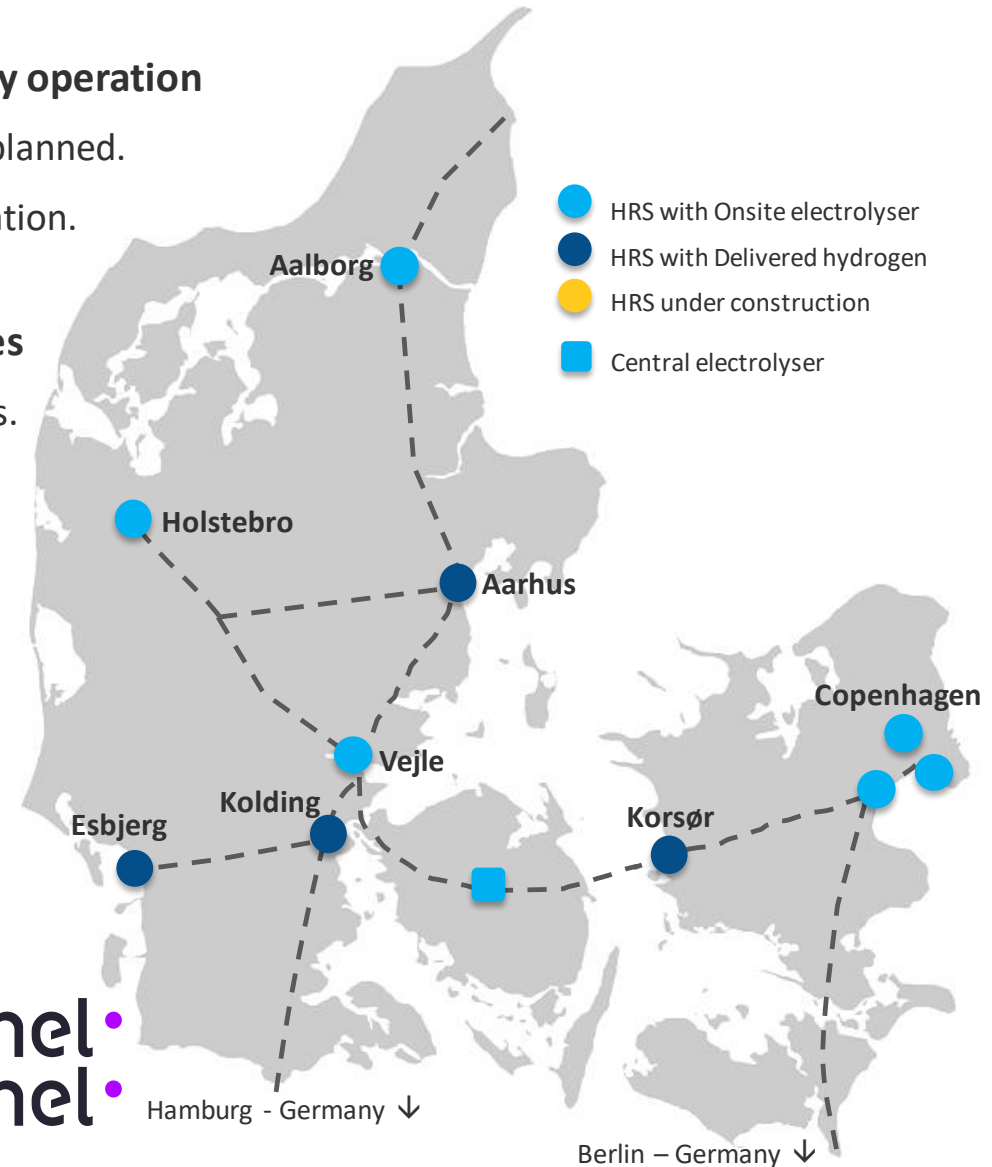 y operation
planned.
ation.
es
s.
HRS with Onsite electrolyser
HRS with Delivered hydrogen
HRS under construction
Central electrolyser
Aalborg
Holstebro
Aarhus
Copenhagen
Vejle
Kolding
Esbjerg
Korsør
nel
nel
Hamburg - Germany ↓
Berlin – Germany ↓